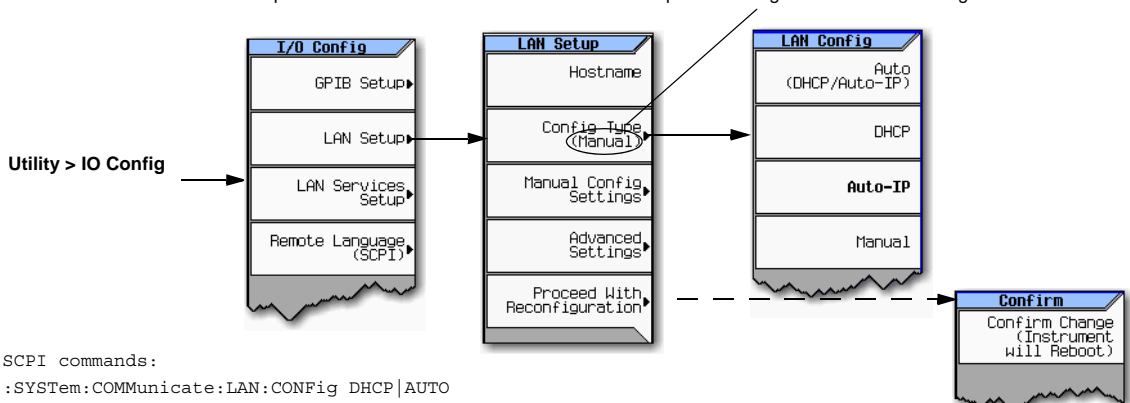 I/O Config
GPIB Setup
LAN Setup
LAN Services
Setup
Remote Language
(SCPI)
LAN Setup
Hostname
Config Type
(Manual)
Manual Config
Settings
Advanced
Settings
Proceed With
Reconfiguration
LAN Config
Auto
(DHCP/Auto-IP)
DHCP
Auto-IP
Manual
Utility > IO Config
Confirm
Confirm Change
(Instrument
will Reboot)
SCPI commands:
:SYSTem:COMMunicate:LAN:CONFig DHCP|AUTO